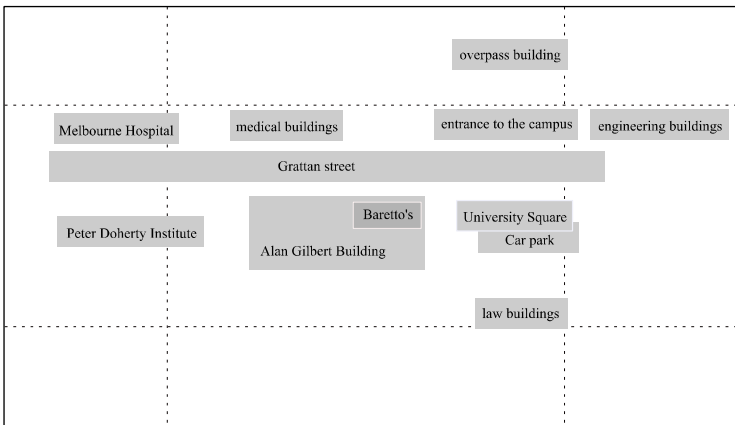 overpass building
Melbourne Hospital
medical buildings
entrance to the campus
engineering buildings
Grattan street
Baretto's
University Square
Peter Doherty Institute
Alan Gilbert Building
Car park
law buildings